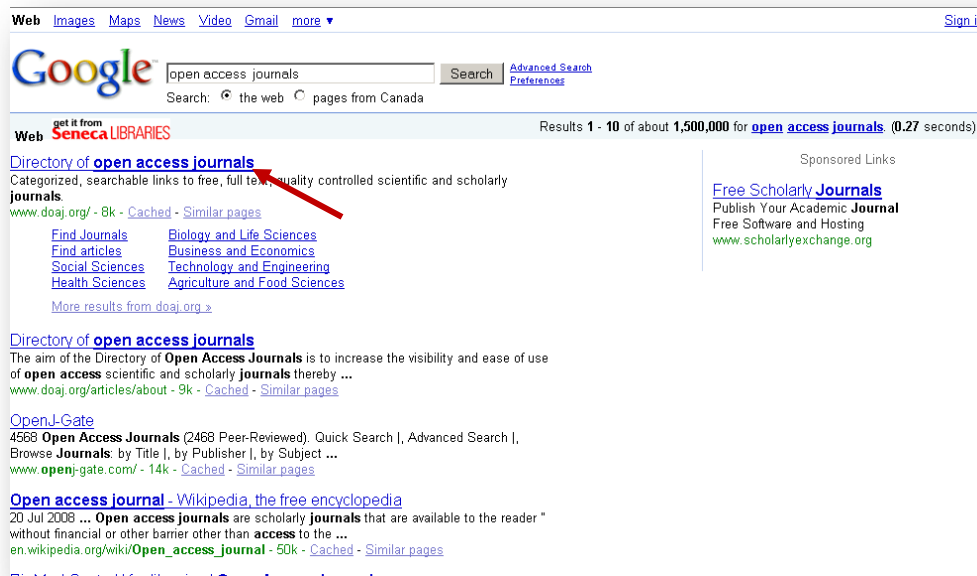 Web Images Maps News Video Gmail more ▼ Sign i
Google open access journals Search Advanced Search
Preferences
Search: the web pages from Canada
Web get it from Seneca LIBRARIES Results 1 - 10 of about 1,500,000 for open access journals. (0.27 seconds)
Directory of open access journals
Categorized, searchable links to free, full text, quality controlled scientific and scholarly
journals.
www.doaj.org/ - 8k - Cached - Similar pages
Find Journals Biology and Life Sciences
Find articles Business and Economics
Social Sciences Technology and Engineering
Health Sciences Agriculture and Food Sciences
More results from doaj.org »
Sponsored Links
Free Scholarly Journals
Publish Your Academic Journal
Free Software and Hosting
www.scholarlyexchange.org
Directory of open access journals
The aim of the Directory of Open Access Journals is to increase the visibility and ease of use
of open access scientific and scholarly journals thereby ...
www.doaj.org/articles/about - 9k - Cached - Similar pages
OpenJ-Gate
4568 Open Access Journals (2468 Peer-Reviewed). Quick Search |, Advanced Search |,
Browse Journals: by Title |, by Publisher |, by Subject ...
www.openj-gate.com/ - 14k - Cached - Similar pages
Open access journal - Wikipedia, the free encyclopedia
20 Jul 2008 ... Open access journals are scholarly journals that are available to the reader "
without financial or other barrier other than access to the ...
en.wikipedia.org/wiki/Open_access_journal - 50k - Cached - Similar pages